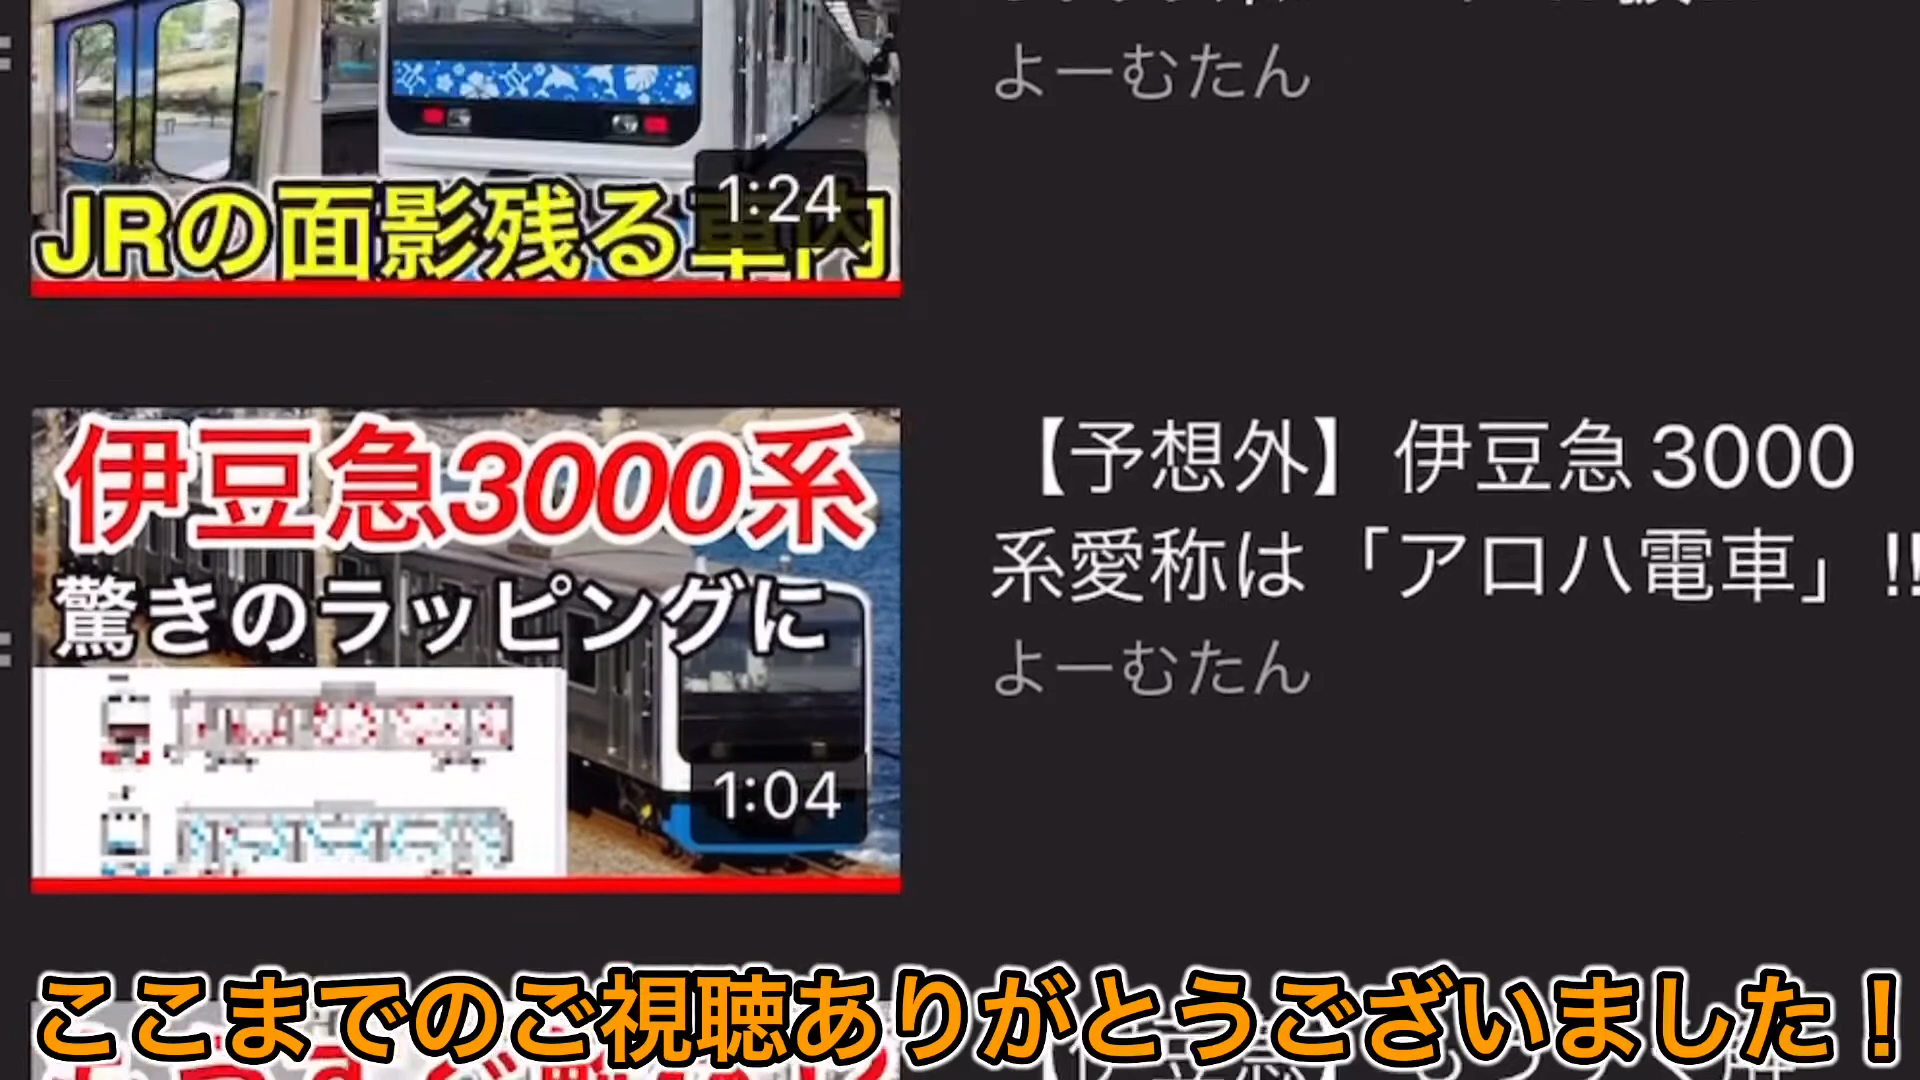 よーむたん
1:24
JRの面影残る車内
伊豆急3000系
驚きのラッピングに
1:04
【予想外】伊豆急3000
系愛称は「アロハ電車」!!
よーむたん
ここまでのご視聴ありがとうございました！